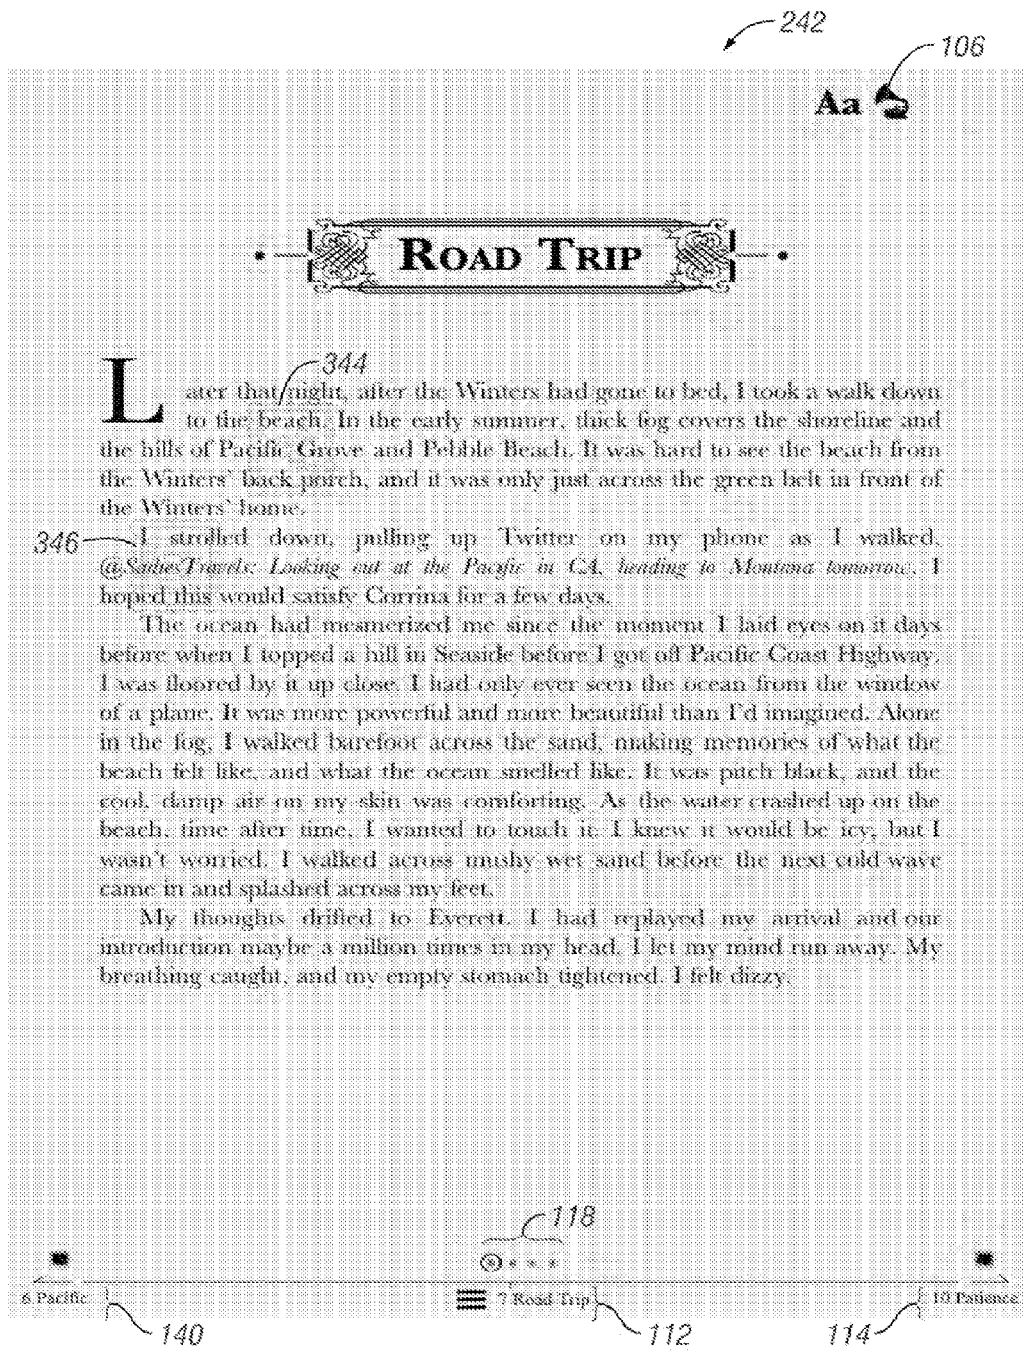 242
106
Aa
ROAD TRIP
344
Later that night, after the Winters had gone to bed, I took a walk down
to the beach. In the early summer, thick fog covers the shoreline and
the hills of Pacific Grove and Pebble Beach. It was hard to see the beach from
the Winters' back porch, and it was only just across the green belt in front of
the Winters' home.
346
I strolled down, pulling up Twitter on my phone as I walked.
@SadiesTravels: Looking out at the Pacific in CA, heading to Montana tomorrow. I
hoped this would satisfy Corrina for a few days.
The ocean had mesmerized me since the moment I laid eyes on it days
before when I topped a hill in Seaside before I got off Pacific Coast Highway.
I was floored by it up close. I had only ever seen the ocean from the window
of a plane. It was more powerful and more beautiful than I'd imagined. Alone
in the fog, I walked barefoot across the sand, making memories of what the
beach felt like, and what the ocean smelled like. It was pitch black, and the
cool, damp air on my skin was comforting. As the water crashed up on the
beach, time after time, I wanted to touch it. I knew it would be icy, but I
wasn't worried. I walked across mushy wet sand before the next cold wave
came in and splashed across my feet.
My thoughts drifted to Everett. I had replayed my arrival and our
introduction maybe a million times in my head. I let my mind run away. My
breathing caught, and my empty stomach tightened. I felt dizzy.
118
6 Pacific
7 Road Trip
10 Patience
140
112
114